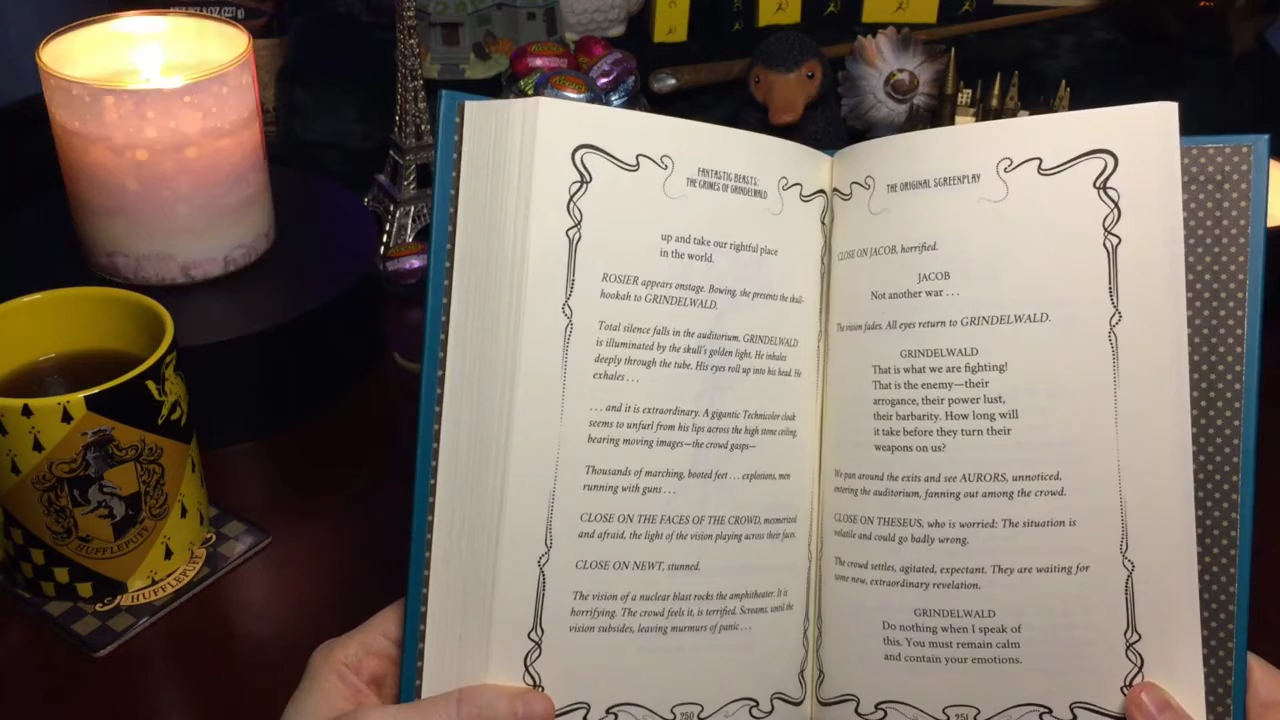 NET WT 8 OZ (227 g)
Reese's
Reese's
HUFFLEPUFF
HUFFLEPUFF
FANTASTIC BEASTS:
THE CRIMES OF GRINDELWALD
up and take our rightful place
in the world.
ROSIER appears onstage. Bowing, she presents the skull-
hookah to GRINDELWALD.
Total silence falls in the auditorium. GRINDELWALD
is illuminated by the skull's golden light. He inhales
deeply through the tube. His eyes roll up into his head. He
exhales . . .
. . . and it is extraordinary. A gigantic Technicolor cloak
seems to unfurl from his lips across the high stone ceiling,
bearing moving images—the crowd gasps—
Thousands of marching, booted feet . . . explosions, men
running with guns . . .
CLOSE ON THE FACES OF THE CROWD, mesmerized
and afraid, the light of the vision playing across their faces.
CLOSE ON NEWT, stunned.
The vision of a nuclear blast rocks the amphitheater. It is
horrifying. The crowd feels it, is terrified. Screams, until the
vision subsides, leaving murmurs of panic . . .
250
THE ORIGINAL SCREENPLAY
CLOSE ON JACOB, horrified.
JACOB
Not another war . . .
The vision fades. All eyes return to GRINDELWALD.
GRINDELWALD
That is what we are fighting!
That is the enemy—their
arrogance, their power lust,
their barbarity. How long will
it take before they turn their
weapons on us?
We pan around the exits and see AURORS, unnoticed,
entering the auditorium, fanning out among the crowd.
CLOSE ON THESEUS, who is worried: The situation is
volatile and could go badly wrong.
The crowd settles, agitated, expectant. They are waiting for
some new, extraordinary revelation.
GRINDELWALD
Do nothing when I speak of
this. You must remain calm
and contain your emotions.
251